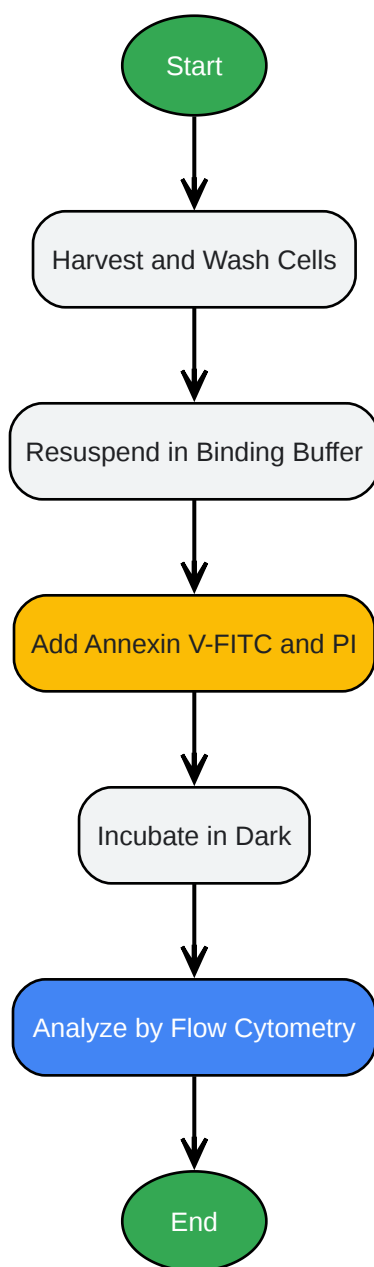 Start
Harvest and Wash Cells
Resuspend in Binding Buffer
Add Annexin V-FITC and PI
Incubate in Dark
Analyze by Flow Cytometry
End